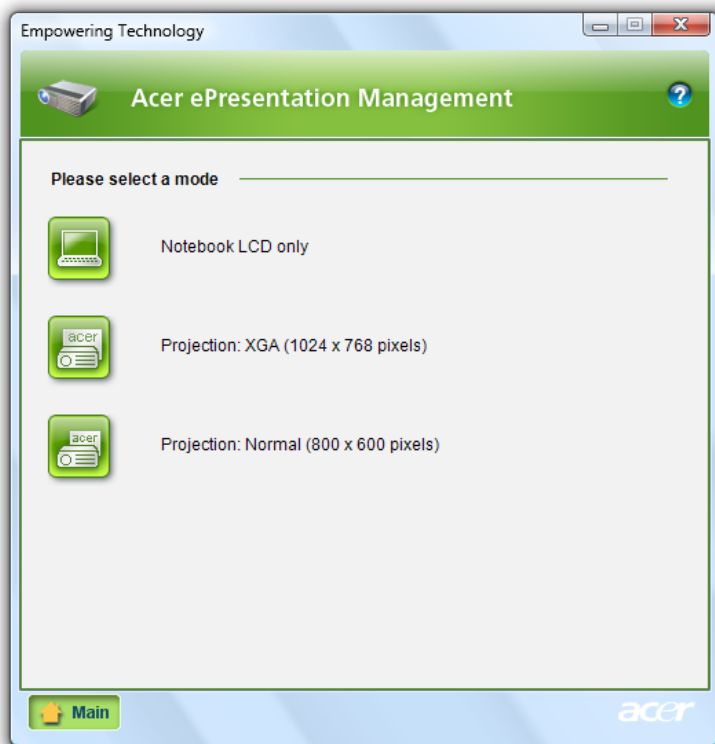 Empowering Technology
Acer ePresentation Management
?
Please select a mode
Notebook LCD only
acer
Projection: XGA (1024 x 768 pixels)
acer
Projection: Normal (800 x 600 pixels)
Main
acer